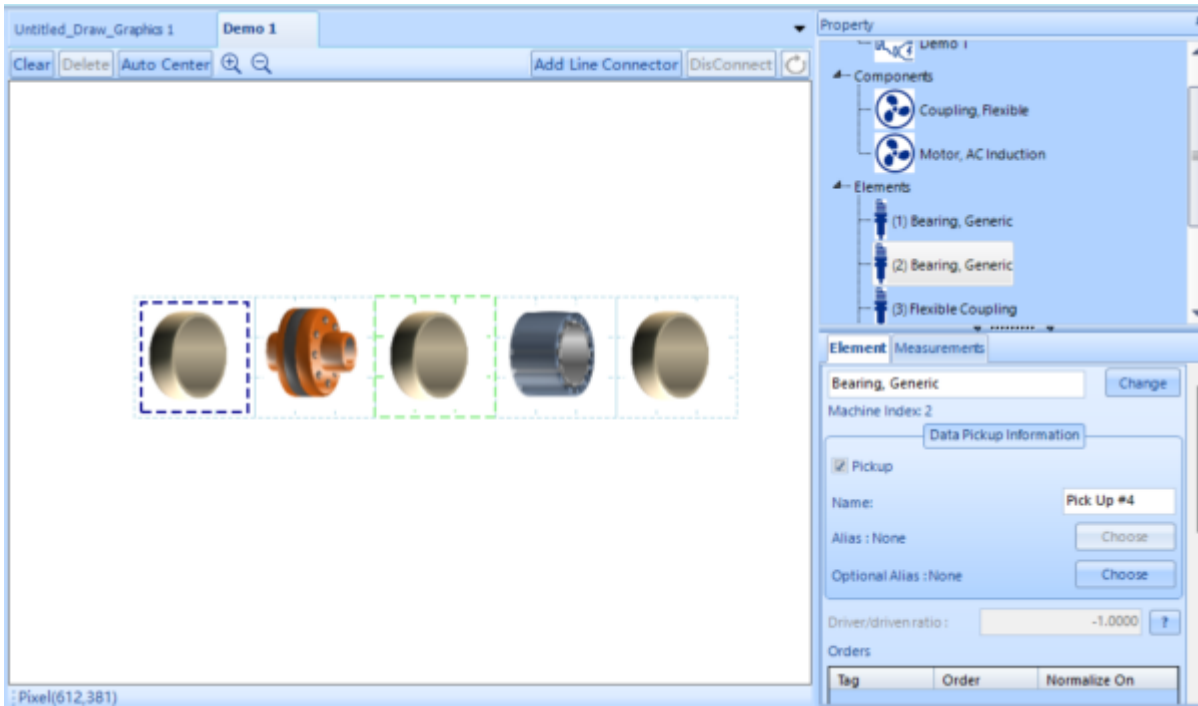 Untitled_Draw_Graphics 1
Demo 1
Property
Clear
Delete
Auto Center
Add Line Connector
DisConnect
Demo 1
Components
Coupling, Flexible
Motor, AC Induction
Elements
(1) Bearing, Generic
(2) Bearing, Generic
(3) Flexible Coupling
Element
Measurements
Bearing, Generic
Change
Machine Index: 2
Data Pickup Information
Pickup
Name:
Pick Up #4
Alias : None
Choose
Optional Alias : None
Choose
Driver/driven ratio :
-1.0000
?
Orders
Tag
Order
Normalize On
Pixel(612,381)